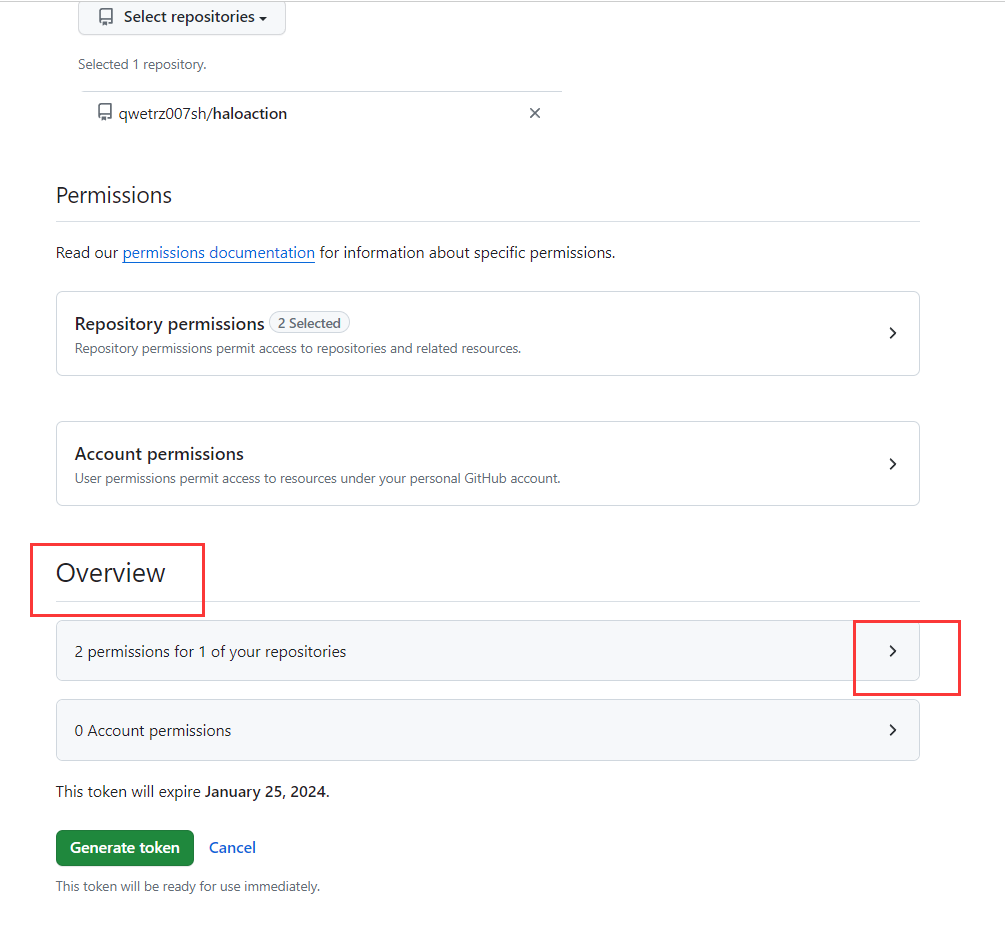 Select repositories
Selected 1 repository.
qwetrz007sh/haloaction
Permissions
Read our permissions documentation for information about specific permissions.
Repository permissions 2 Selected
Repository permissions permit access to repositories and related resources.
Account permissions
User permissions permit access to resources under your personal GitHub account.
Overview
2 permissions for 1 of your repositories
0 Account permissions
This token will expire January 25, 2024.
Generate token Cancel
This token will be ready for use immediately.